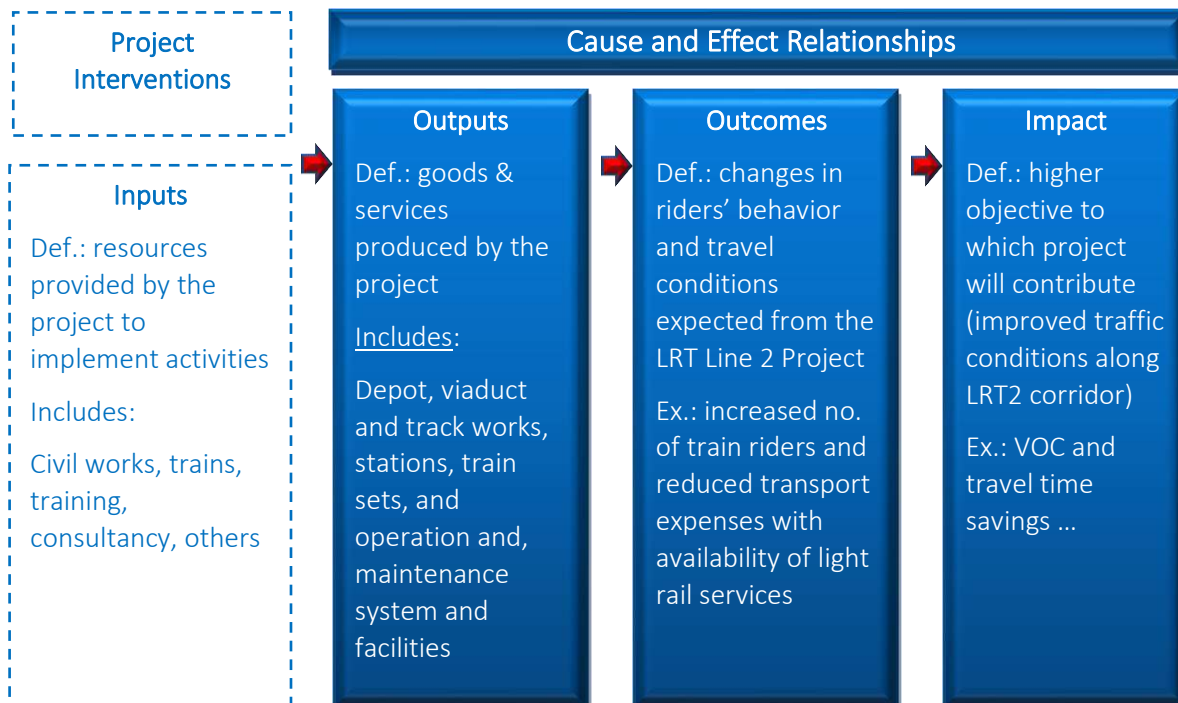 Project
Interventions
Cause and Effect Relationships
Inputs
Def.: resources
provided by the
project to
implement activities
Includes:
Civil works, trains,
training,
consultancy, others
Outputs
Def.: goods &
services
produced by the
project
Includes:
Depot, viaduct
and track works,
stations, train
sets, and
operation and,
maintenance
system and
facilities
Outcomes
Def.: changes in
riders’ behavior
and travel
conditions
expected from the
LRT Line 2 Project
Ex.: increased no.
of train riders and
reduced transport
expenses with
availability of light
rail services
Impact
Def.: higher
objective to
which project
will contribute
(improved traffic
conditions along
LRT2 corridor)
Ex.: VOC and
travel time
savings ...